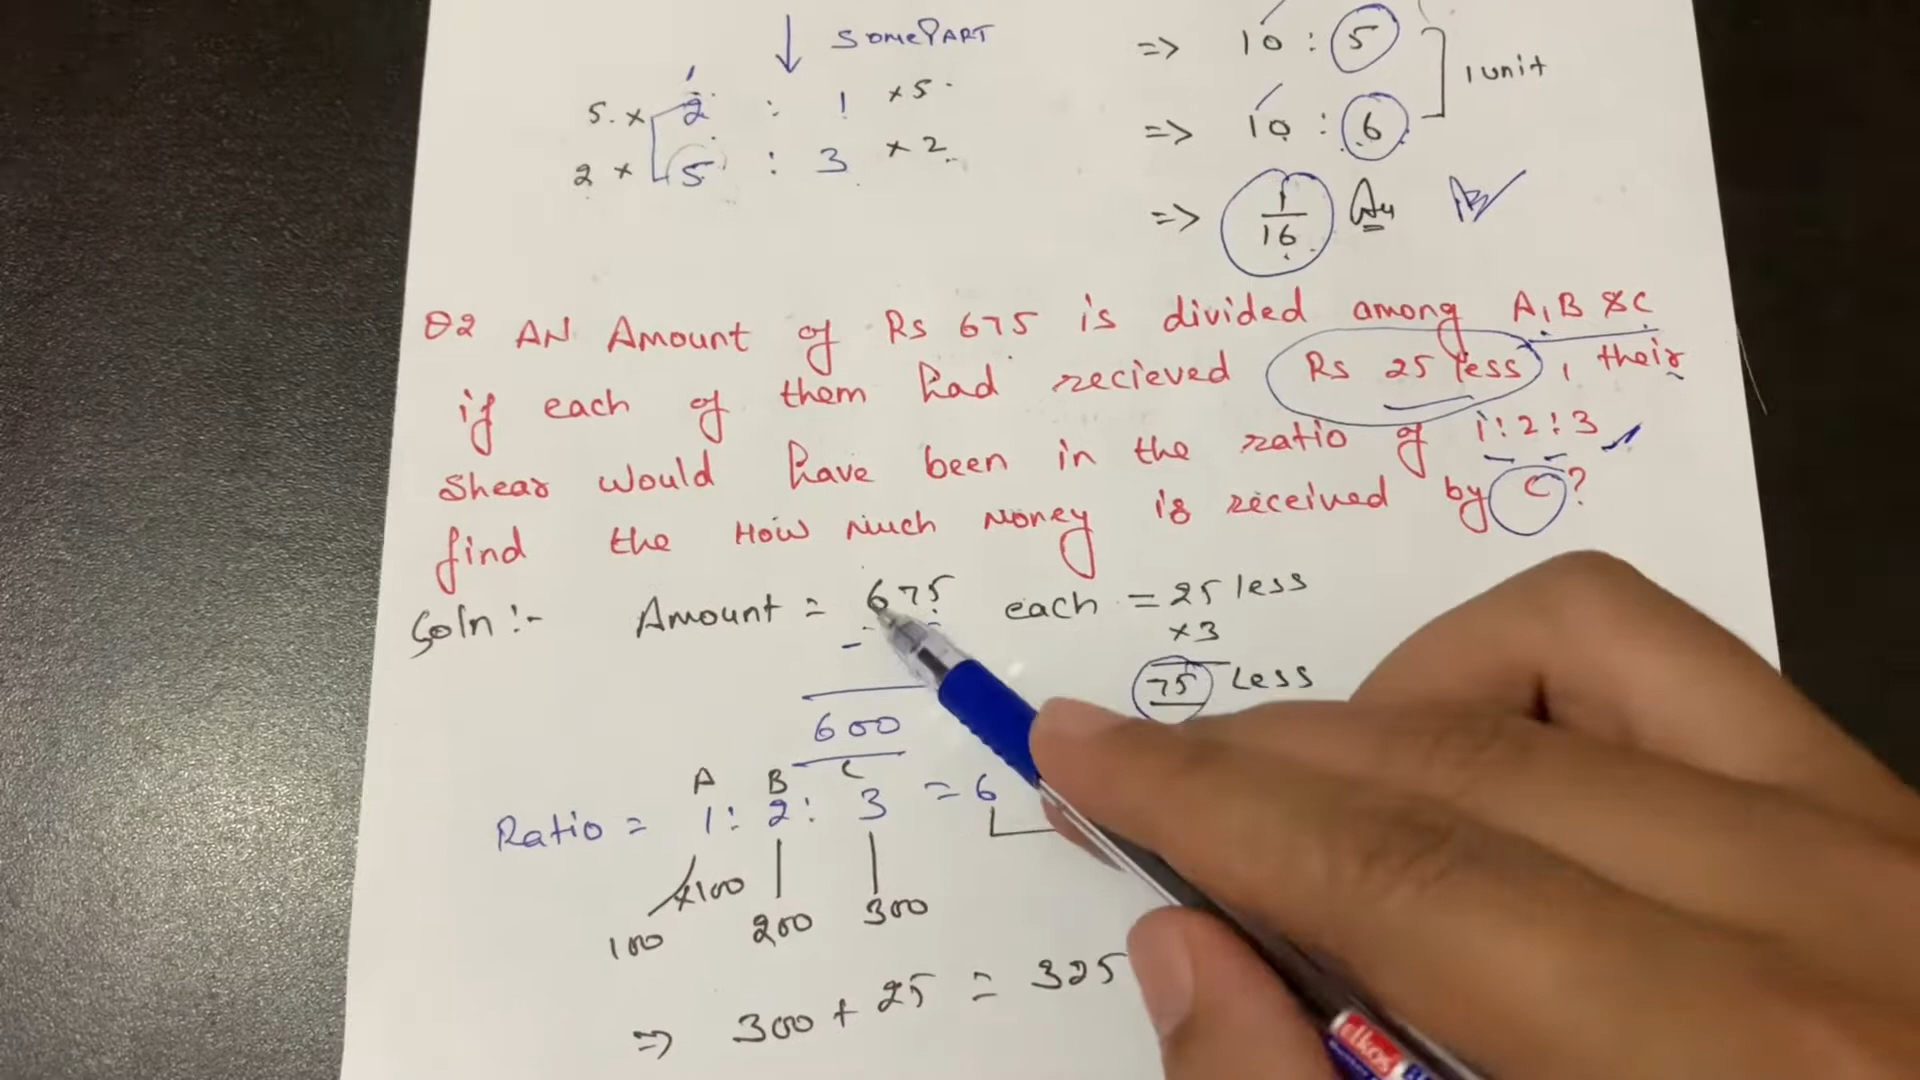 SOME PART
5 × 2 : 1 × 5
2 × 5 : 3 × 2
=> 10 : 5
=> 10 : 6
1 unit
=> 1/16
Q2 AN Amount of Rs 675 is divided among A, B & C
if each of them had recieved Rs 25 less, their
Shear would have been in the ratio of 1:2:3
find the How Much Money is received by C?
Soln :- Amount = 675 each = 25 less
-
×3
75 Less
600
A B C
Ratio = 1 : 2 : 3 = 6
×100
100 200 300
=> 300 + 25 = 325
elkos